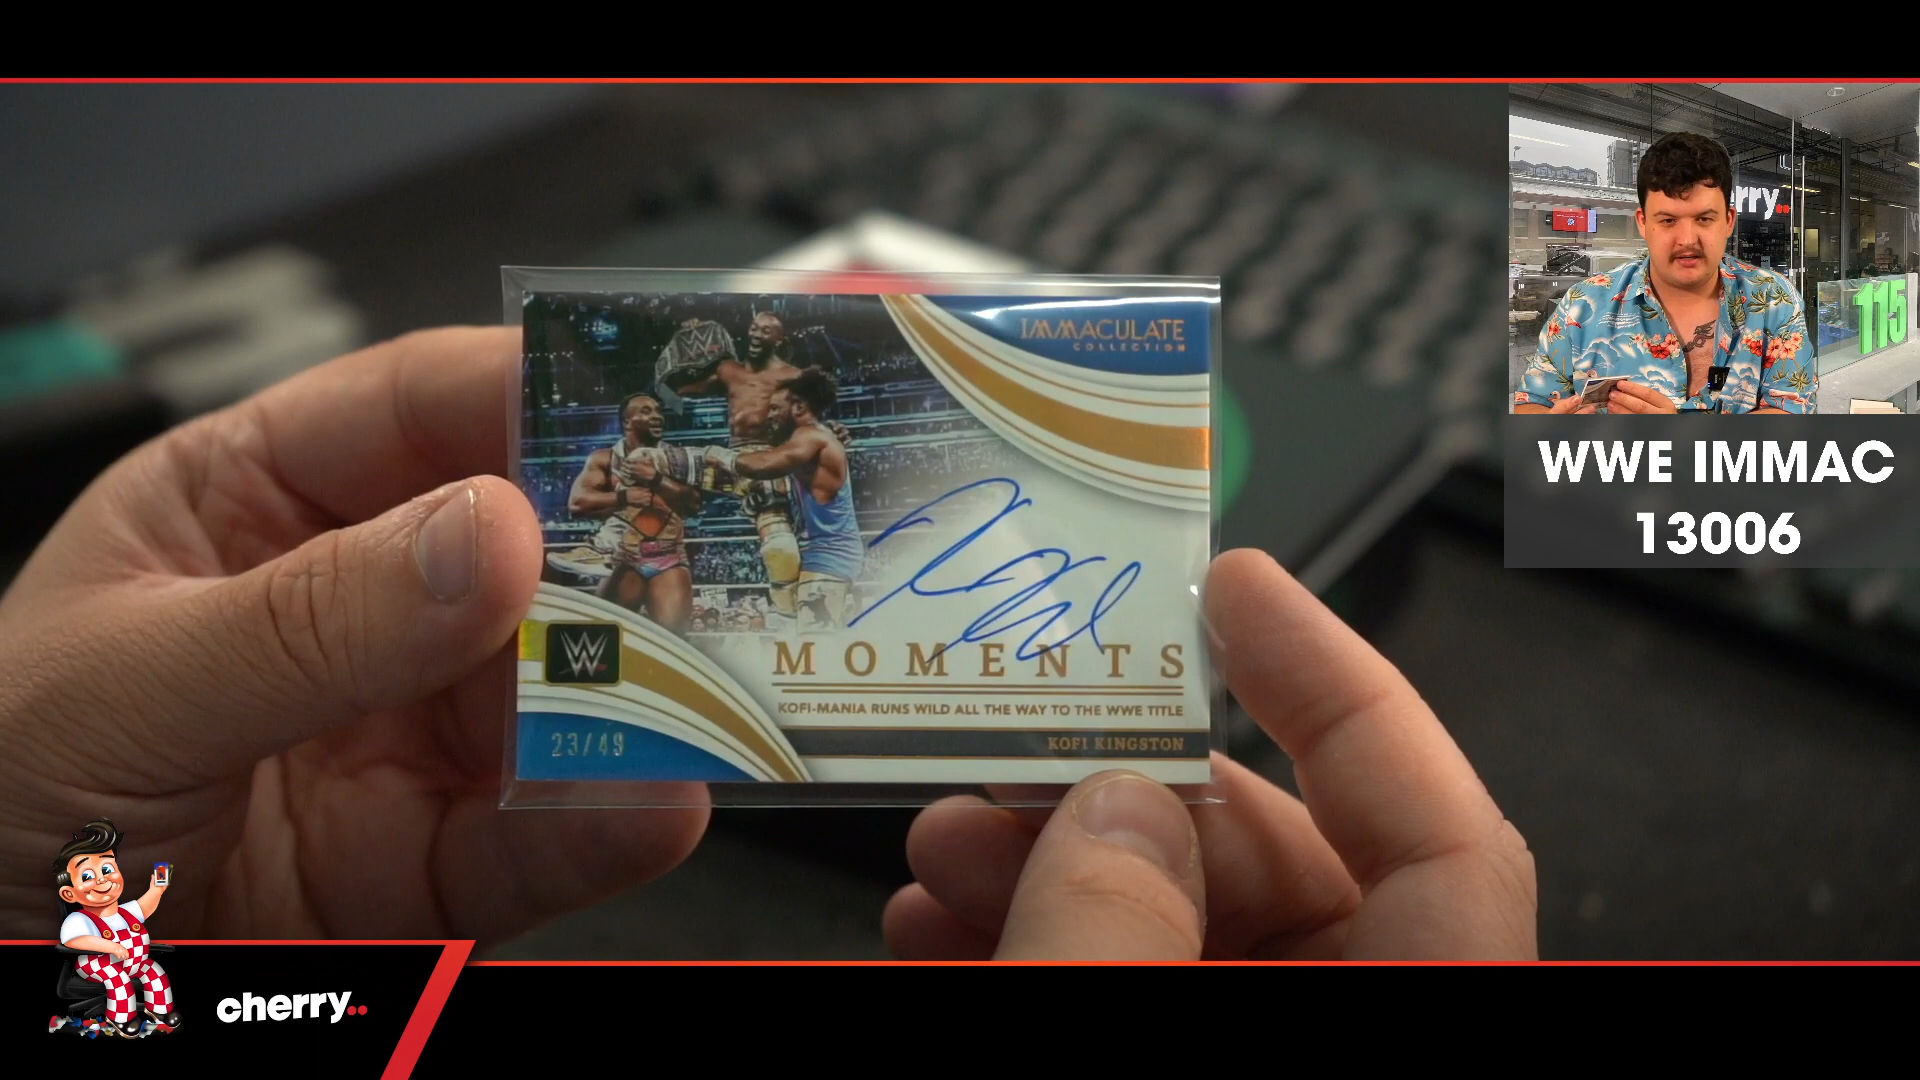 IMMACULATE
COLLECTION
W
MOMENTS
KOFI-MANIA RUNS WILD ALL THE WAY TO THE WWE TITLE
KOFI KINGSTON
23/49
rry..
115
WWE IMMAC
13006
cherry..